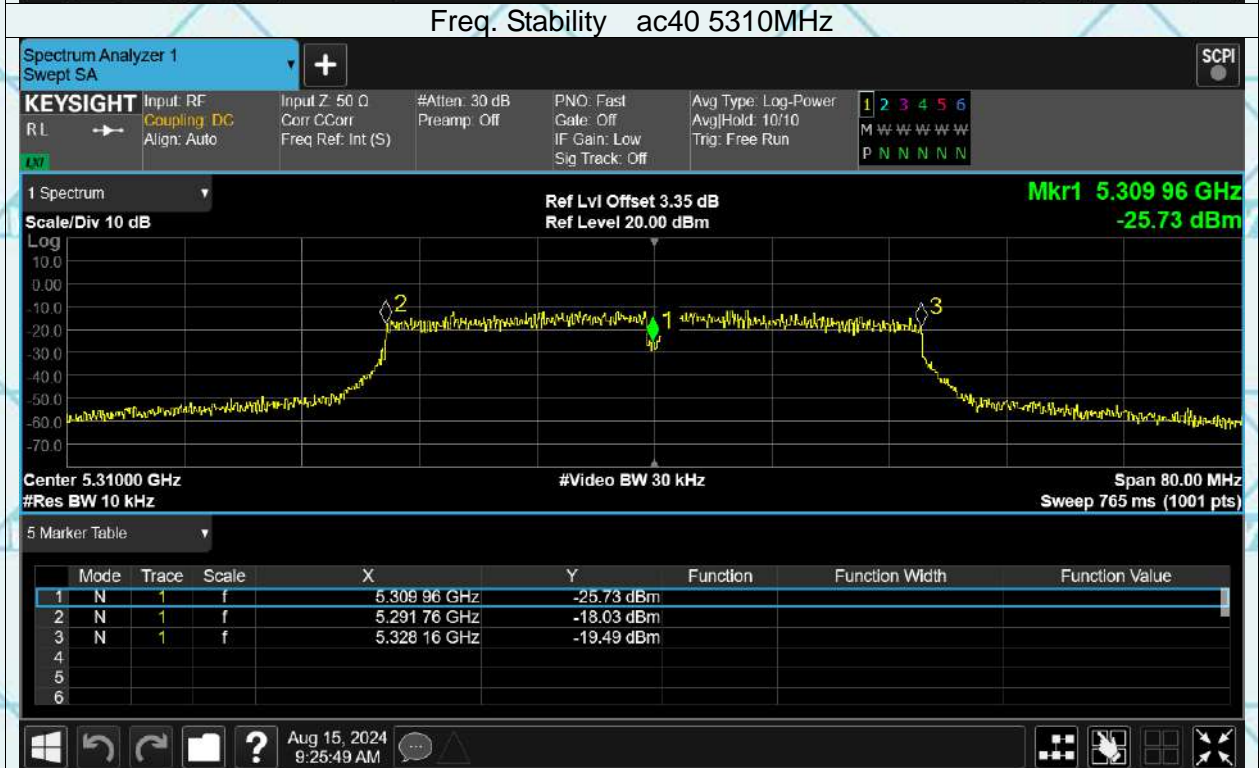 Freq. Stability ac40 5310MHz
Spectrum Analyzer 1
Swept SA
SCPI
KEYSIGHT
RL
LXI
Input: RF
Coupling: DC
Align: Auto
Input Z: 50 Ω
Corr CCorr
Freq Ref: Int (S)
#Atten: 30 dB
Preamp: Off
PNO: Fast
Gate: Off
IF Gain: Low
Sig Track: Off
Avg Type: Log-Power
Avg|Hold: 10/10
Trig: Free Run
1 2 3 4 5 6
M W W W W W
P N N N N N
1 Spectrum
Scale/Div 10 dB
Ref Lvl Offset 3.35 dB
Ref Level 20.00 dBm
Mkr1 5.309 96 GHz
-25.73 dBm
Log
10.0
0.00
-10.0
-20.0
-30.0
-40.0
-50.0
-60.0
-70.0
2
1
3
Center 5.31000 GHz
#Res BW 10 kHz
#Video BW 30 kHz
Span 80.00 MHz
Sweep 765 ms (1001 pts)
5 Marker Table
Mode Trace Scale X Y Function Function Width Function Value
1 N 1 f 5.309 96 GHz -25.73 dBm
2 N 1 f 5.291 76 GHz -18.03 dBm
3 N 1 f 5.328 16 GHz -19.49 dBm
4
5
6
?
Aug 15, 2024
9:25:49 AM